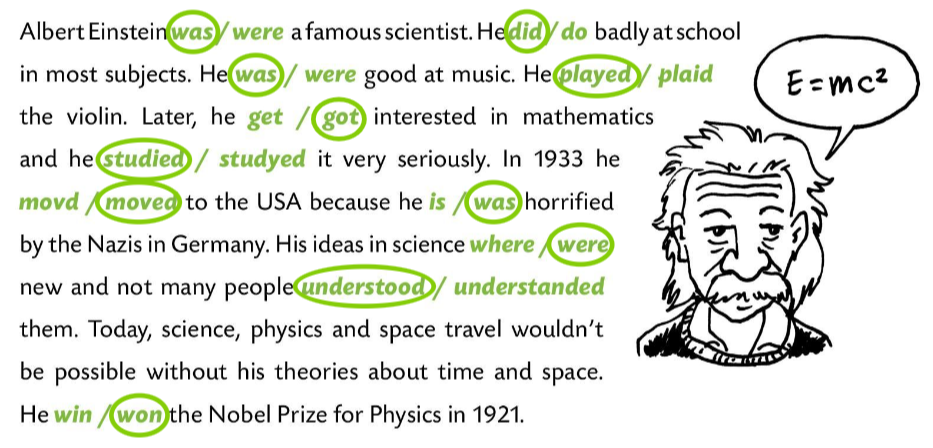 Albert Einstein was / were a famous scientist. He did / do badly at school
in most subjects. He was / were good at music. He played / plaid
the violin. Later, he get / got interested in mathematics
and he studied / studyed it very seriously. In 1933 he
movd / moved to the USA because he is / was horrified
by the Nazis in Germany. His ideas in science where / were
new and not many people understood / understanded
them. Today, science, physics and space travel wouldn't
be possible without his theories about time and space.
He win / won the Nobel Prize for Physics in 1921.
E=mc²